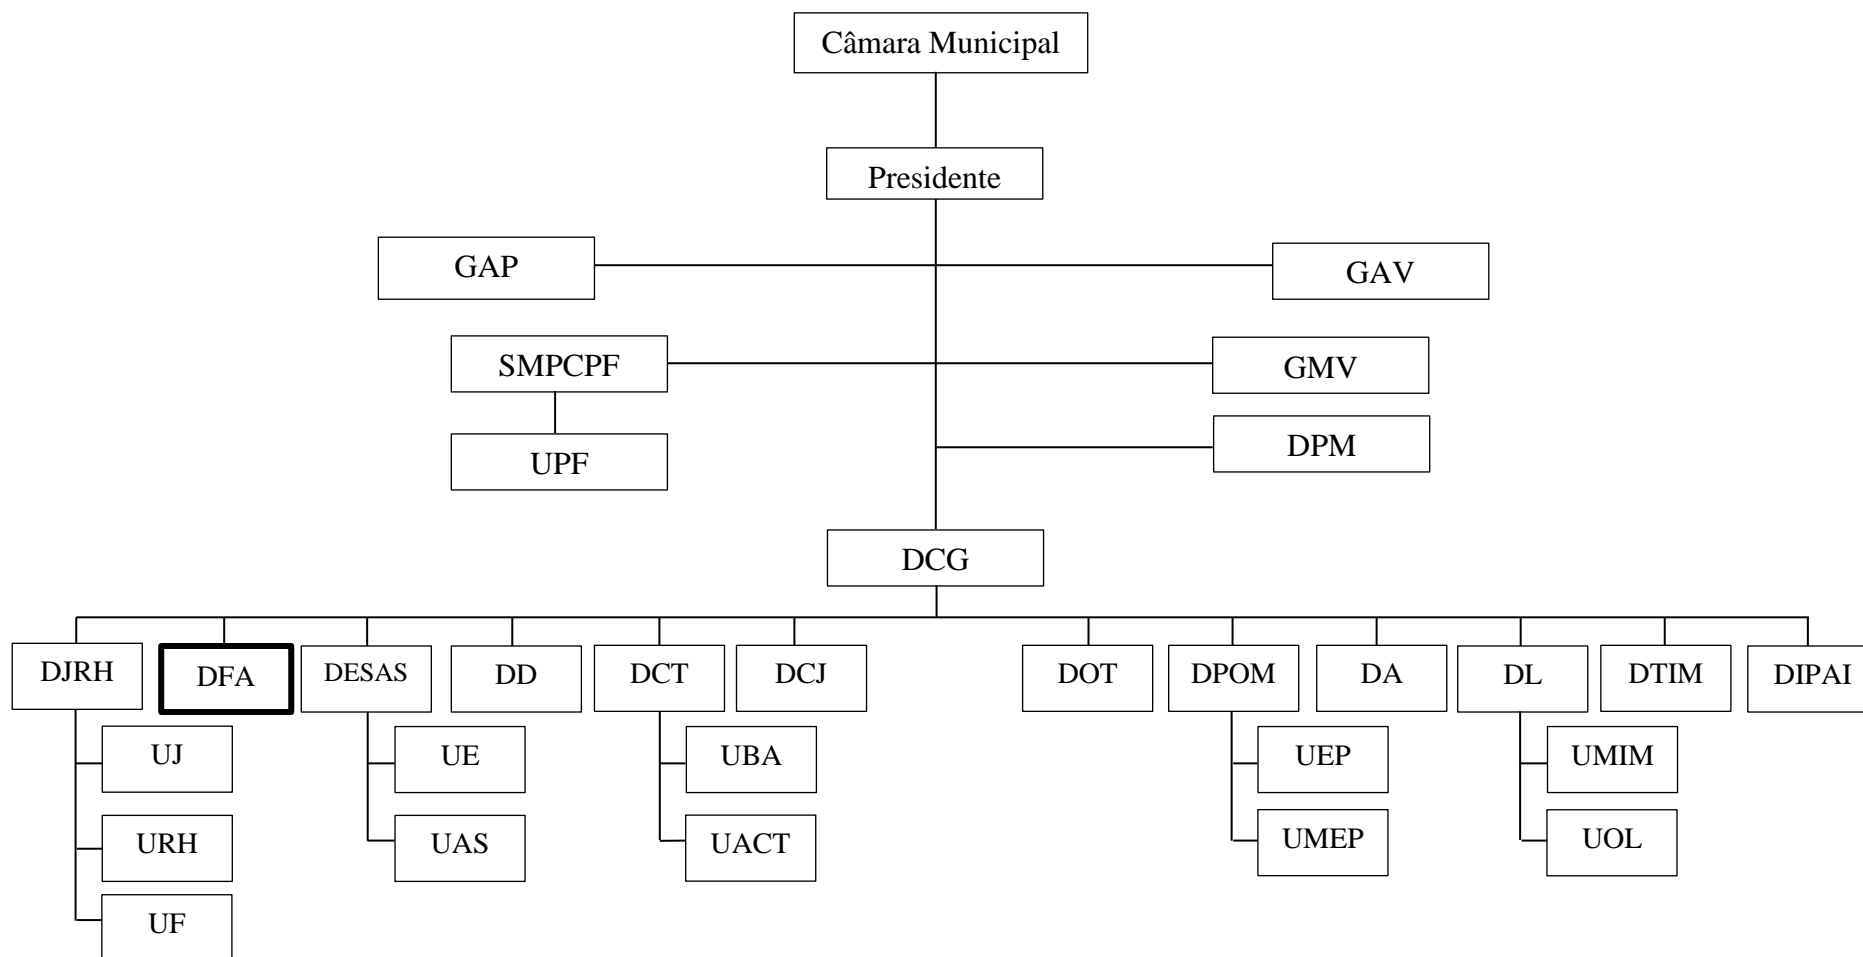 Câmara Municipal
Presidente
GAP
GAV
SMPCPF
GMV
UPF
DPM
DCG
DJRH
DFA
DESAS
DD
DCT
DCJ
DOT
DPOM
DA
DL
DTIM
DIPAI
UJ
UE
UBA
UEP
UMIM
URH
UAS
UACT
UMEP
UOL
UF